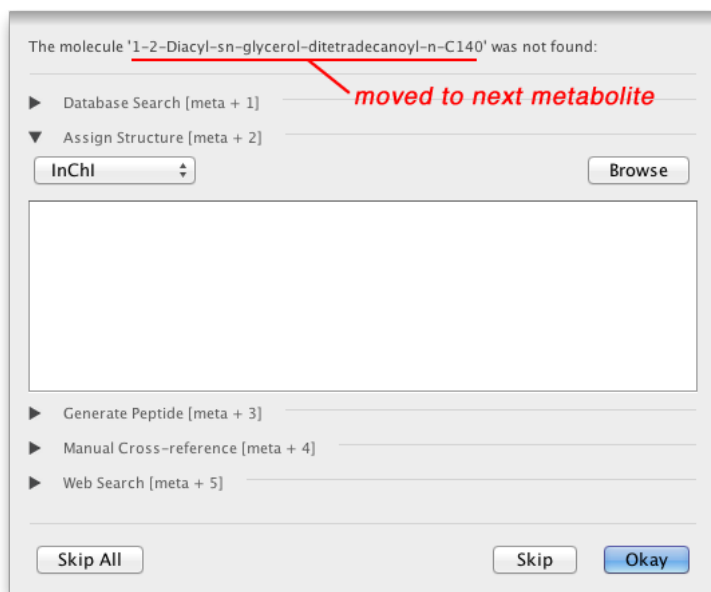 The molecule '1-2-Diacyl-sn-glycerol-ditetradecanoyl-n-C140' was not found:
moved to next metabolite
Database Search [meta + 1]
Assign Structure [meta + 2]
InChI
Browse
Generate Peptide [meta + 3]
Manual Cross-reference [meta + 4]
Web Search [meta + 5]
Skip All
Skip
Okay